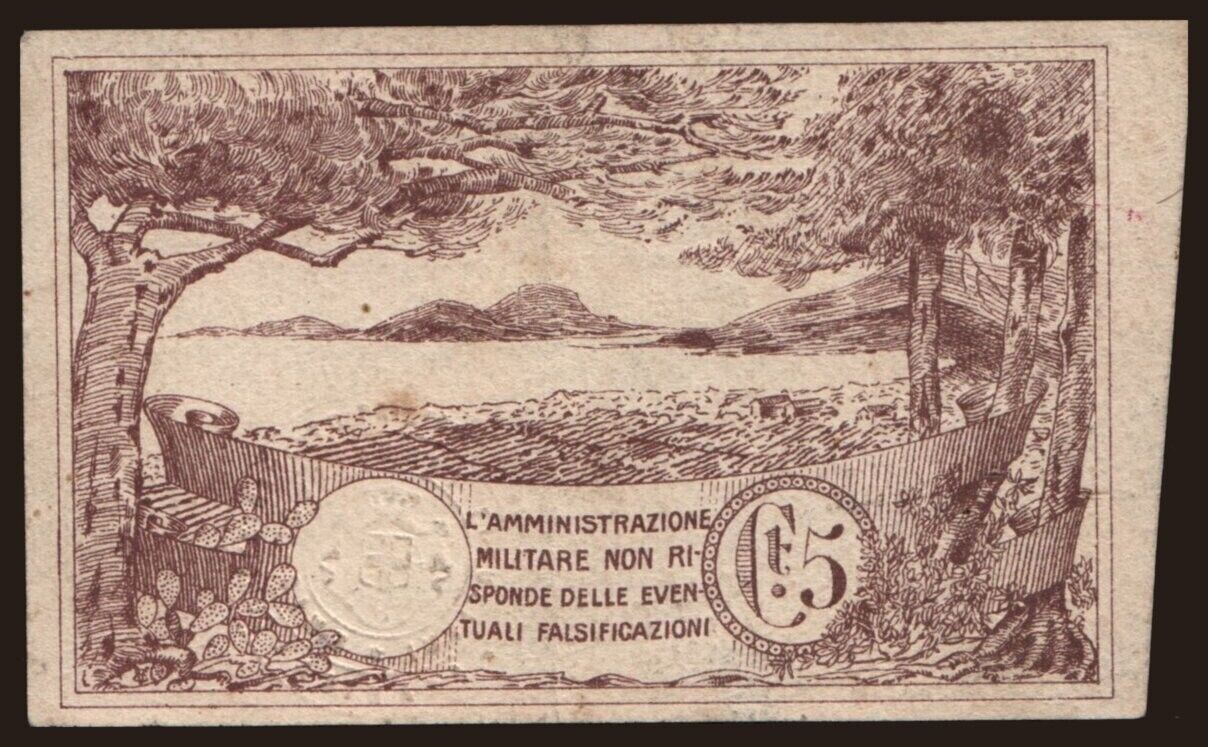 L'AMMINISTRAZIONE
MILITARE NON RI-
SPONDE DELLE EVEN-
TUALI FALSIFICAZIONI
Ct. 5